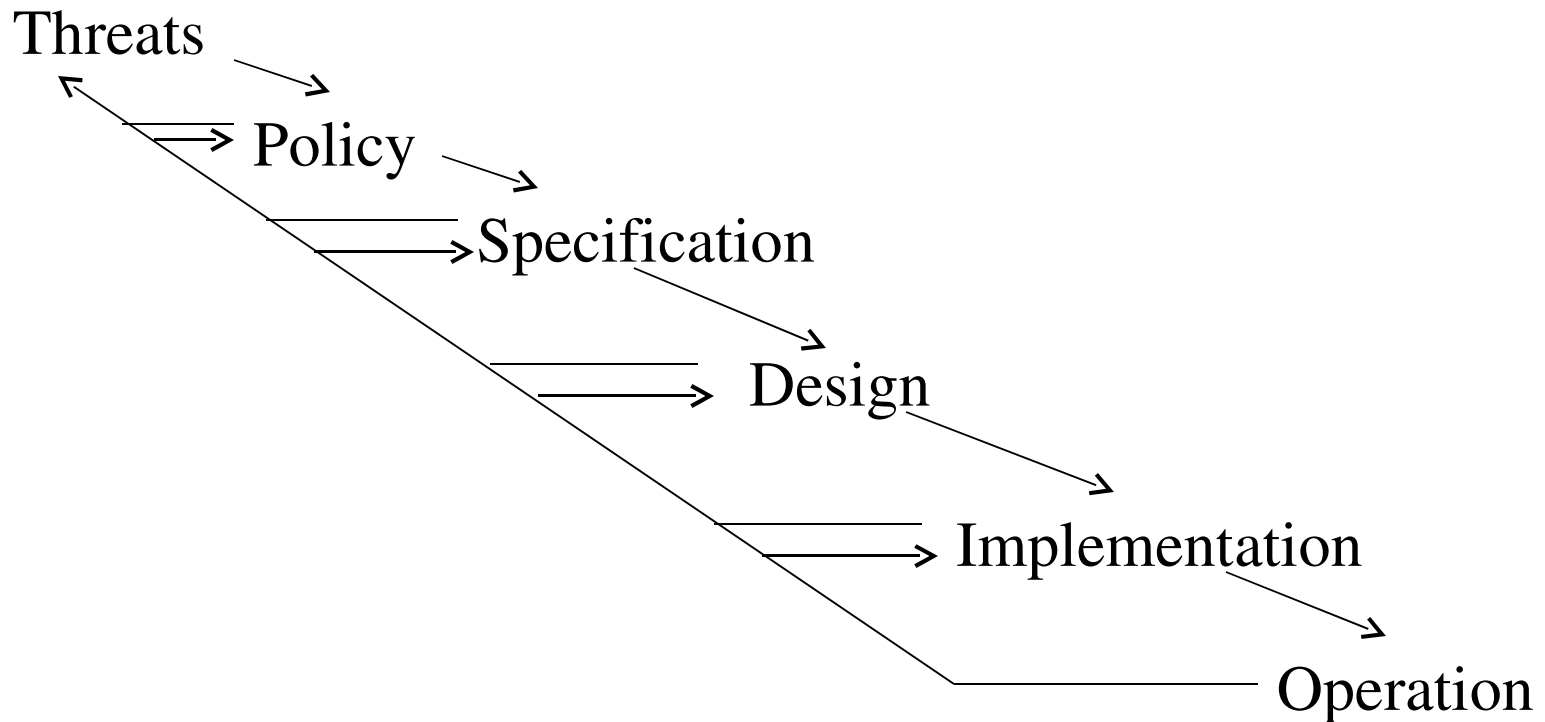 Threats
Policy
Specification
Design
Implementation
Operation